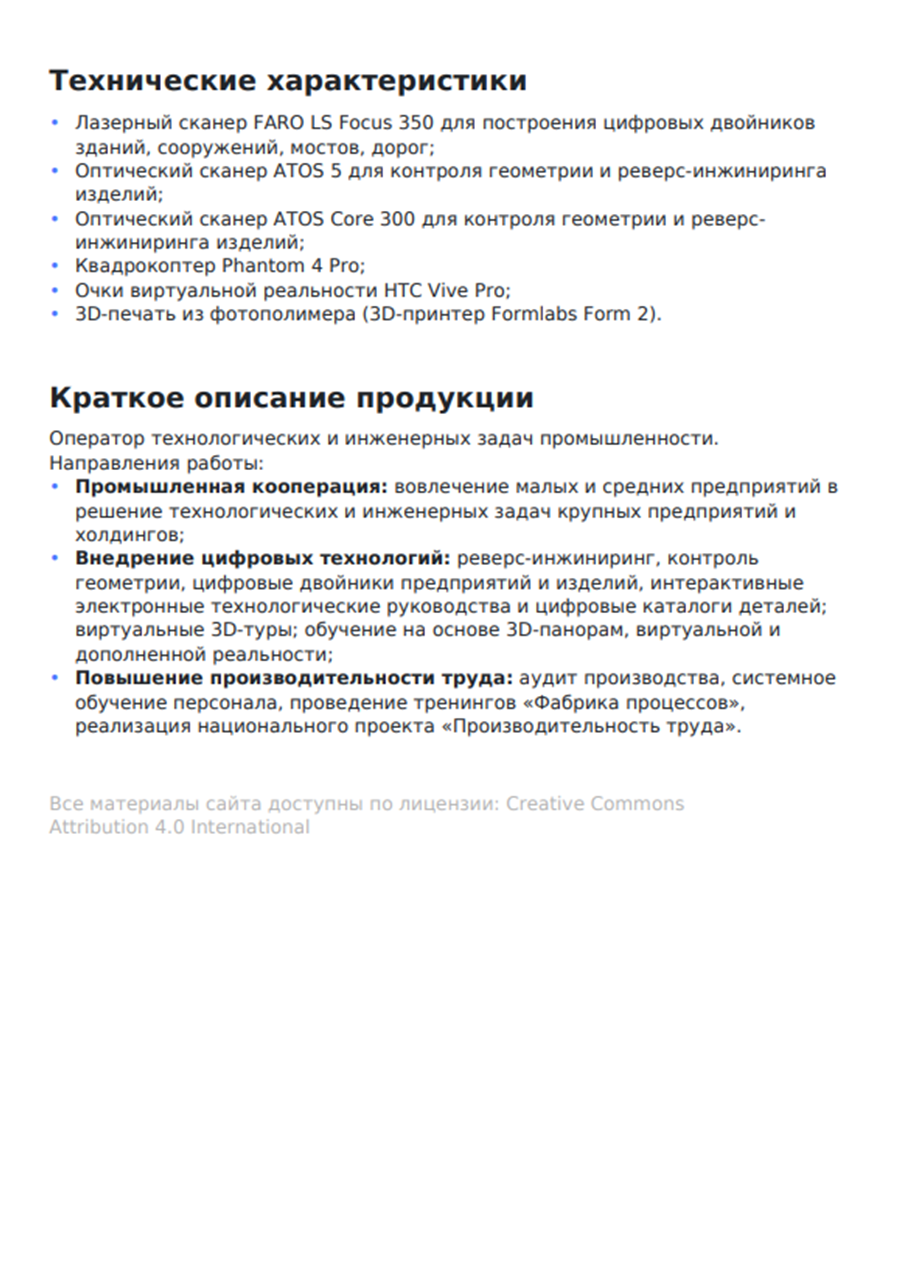 Технические характеристики
• Лазерный сканер FARO LS Focus 350 для построения цифровых двойников
зданий, сооружений, мостов, дорог;
• Оптический сканер ATOS 5 для контроля геометрии и реверс-инжиниринга
изделий;
• Оптический сканер ATOS Core 300 для контроля геометрии и реверс-
инжиниринга изделий;
• Квадрокоптер Phantom 4 Pro;
• Очки виртуальной реальности HTC Vive Pro;
• 3D-печать из фотополимера (3D-принтер Formlabs Form 2).
Краткое описание продукции
Оператор технологических и инженерных задач промышленности.
Направления работы:
• Промышленная кооперация: вовлечение малых и средних предприятий в
решение технологических и инженерных задач крупных предприятий и
холдингов;
• Внедрение цифровых технологий: реверс-инжиниринг, контроль
геометрии, цифровые двойники предприятий и изделий, интерактивные
электронные технологические руководства и цифровые каталоги деталей;
виртуальные 3D-туры; обучение на основе 3D-панорам, виртуальной и
дополненной реальности;
• Повышение производительности труда: аудит производства, системное
обучение персонала, проведение тренингов «Фабрика процессов»,
реализация национального проекта «Производительность труда».
Все материалы сайта доступны по лицензии: Creative Commons
Attribution 4.0 International